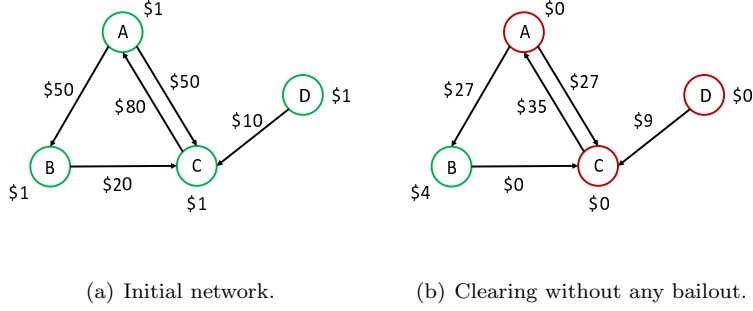 $1
A
$50
$50
$80
D
$1
$10
B
C
$1
$20
$1
(a) Initial network.
$0
A
$27
$27
$35
D
$0
$9
B
C
$4
$0
$0
(b) Clearing without any bailout.